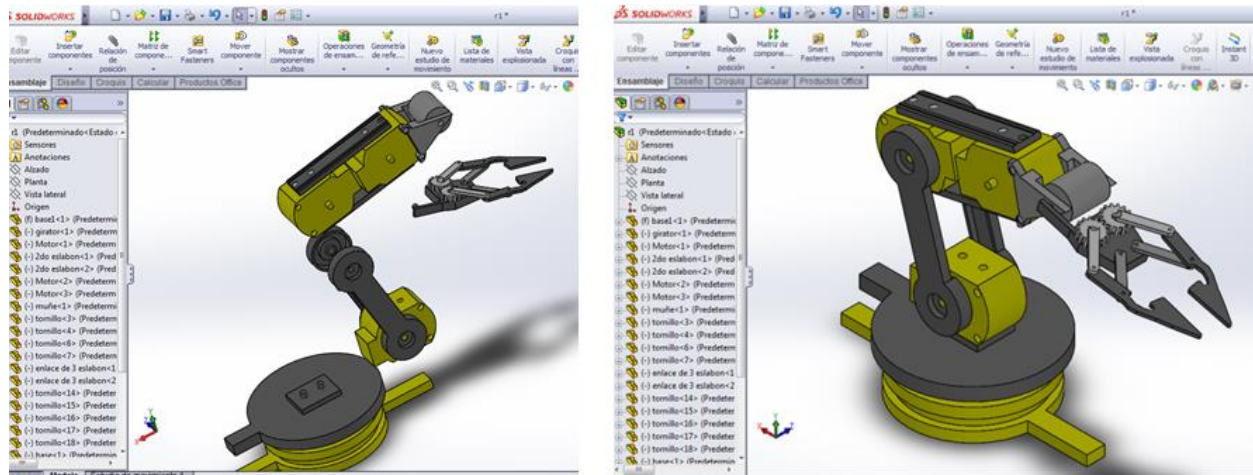 SOLIDWORKS
r1 *
Editar componente
Insertar componentes
Relación de posición
Matriz de compone...
Smart Fasteners
Mover componente
Mostrar componentes ocultos
Operaciones de ensam...
Geometría de refe...
Nuevo estudio de movimiento
Lista de materiales
Vista explosionada
Croquis con líneas ...
Ensamblaje Diseño Croquis Calcular Productos Office
r1 (Predeterminado<Estado
Sensores
Anotaciones
Alzado
Planta
Vista lateral
Origen
(f) base1<1> (Predetermi
(-) girator<1> (Predeterm
(-) Motor<1> (Predeterm
(-) 2do eslabon<1> (Pred
(-) 2do eslabon<2> (Pred
(-) Motor<2> (Predeterm
(-) Motor<3> (Predeterm
(-) muñe<1> (Predetermi
(-) tornillo<3> (Predeterm
(-) tornillo<4> (Predeterm
(-) tornillo<6> (Predeterm
(-) tornillo<7> (Predeterm
(-) enlace de 3 eslabon<1
(-) enlace de 3 eslabon<2
(-) tornillo<14> (Predeter
(-) tornillo<15> (Predeter
(-) tornillo<16> (Predeter
(-) tornillo<17> (Predeter
(-) tornillo<18> (Predeter
SOLIDWORKS
r1 *
Editar componente
Insertar componentes
Relación de posición
Matriz de compone...
Smart Fasteners
Mover componente
Mostrar componentes ocultos
Operaciones de ensam...
Geometría de refe...
Nuevo estudio de movimiento
Lista de materiales
Vista explosionada
Croquis con líneas ...
Instant 3D
Ensamblaje Diseño Croquis Calcular Productos Office
r1 (Predeterminado<Estado
Sensores
Anotaciones
Alzado
Planta
Vista lateral
Origen
(f) base1<1> (Predetermi
(-) girator<1> (Predeterm
(-) Motor<1> (Predeterm
(-) 2do eslabon<1> (Pred
(-) 2do eslabon<2> (Pred
(-) Motor<2> (Predeterm
(-) Motor<3> (Predeterm
(-) muñe<1> (Predetermi
(-) tornillo<3> (Predeterm
(-) tornillo<4> (Predeterm
(-) tornillo<6> (Predeterm
(-) tornillo<7> (Predeterm
(-) enlace de 3 eslabon<1
(-) enlace de 3 eslabon<2
(-) tornillo<14> (Predeter
(-) tornillo<15> (Predeter
(-) tornillo<16> (Predeter
(-) tornillo<17> (Predeter
(-) tornillo<18> (Predeter